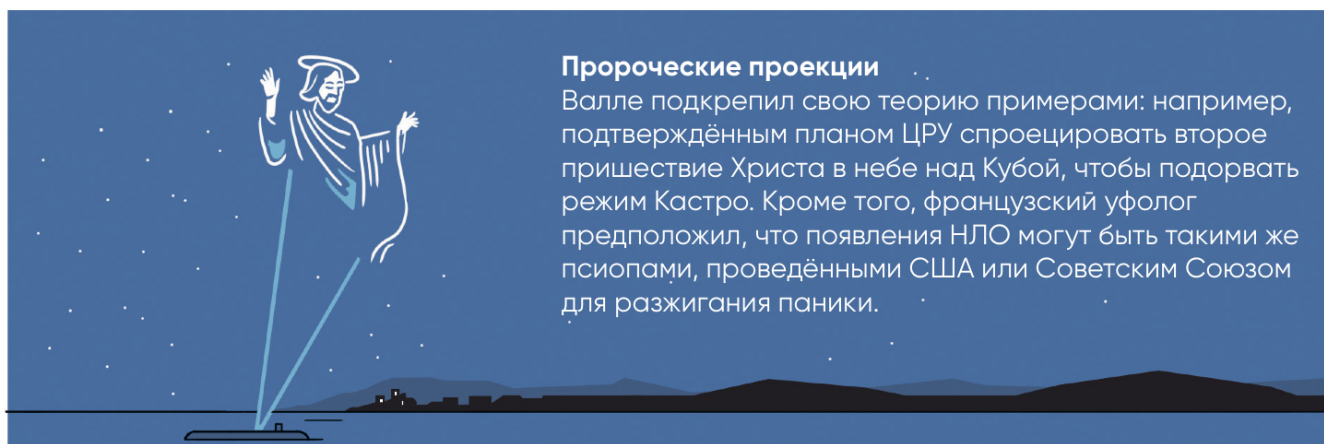 Пророческие проекции
Валле подкрепил свою теорию примерами: например,
подтверждённым планом ЦРУ спроецировать второе
пришествие Христа в небе над Кубой, чтобы подорвать
режим Кастро. Кроме того, французский уфолог
предположил, что появления НЛО могут быть такими же
псиопами, проведёнными США или Советским Союзом
для разжигания паники.